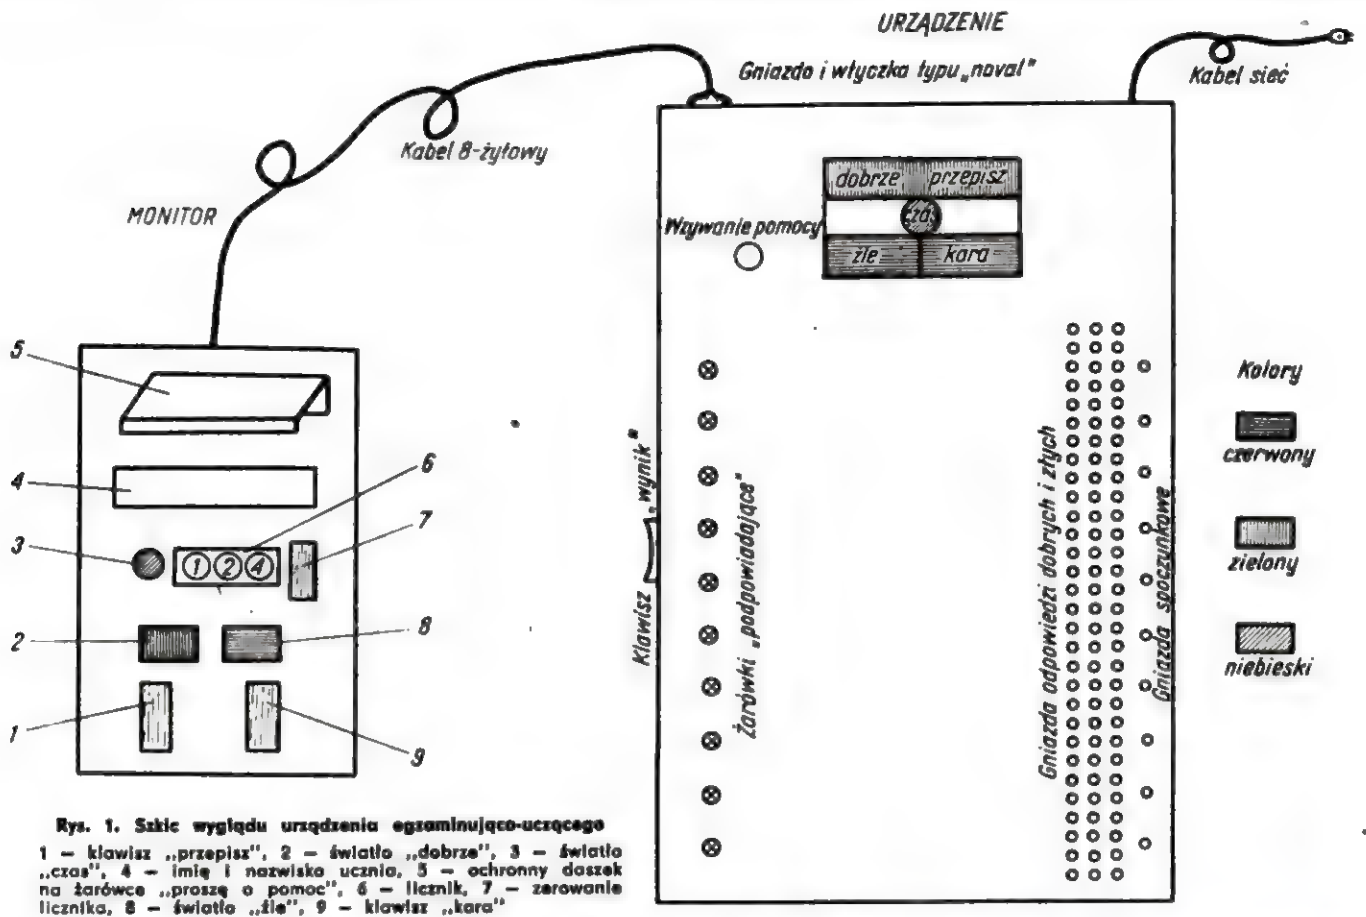 URZĄDZENIE
Gniazdo i wtyczka typu „noval"
Kabel sieć
Kabel 8-żyłowy
MONITOR
dobrze przepisz
czas
Wzywanie pomocy
źle kara
5
4
6
7
3
1 2 4
2
8
1
9
Klawisz „wynik"
Żarówki „podpowiadające"
Gniazda odpowiedzi dobrych i złych
Gniazda spoczynkowe
Kolory
czerwony
zielony
niebieski
Rys. 1. Szkic wyglądu urządzenia egzaminująco-uczącego
1 — klawisz „przepisz", 2 — światło „dobrze", 3 — światło
„czas", 4 — imię i nazwisko ucznia, 5 — ochronny daszek
na żarówce „proszę o pomoc", 6 — licznik, 7 — zerowanie
licznika, 8 — światło „źle", 9 — klawisz „kara"